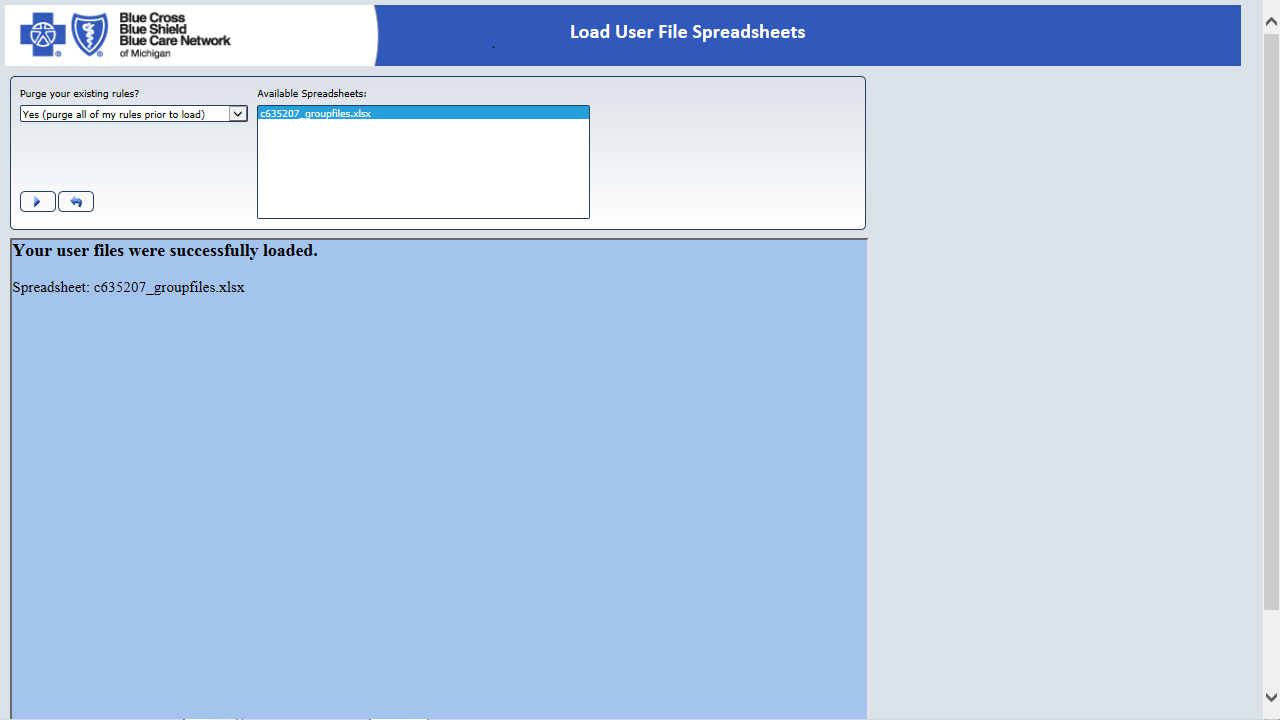 Blue Cross
Blue Shield
Blue Care Network
of Michigan
Load User File Spreadsheets
Purge your existing rules?
Available Spreadsheets:
Yes (purge all of my rules prior to load)
c635207_groupfiles.xlsx
Your user files were successfully loaded.
Spreadsheet: c635207_groupfiles.xlsx